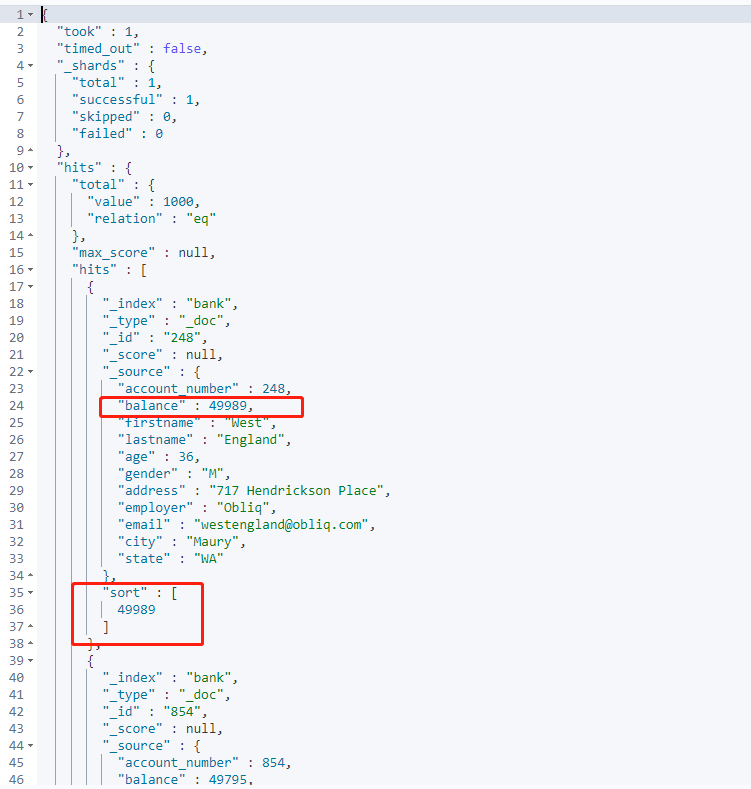 1 {
2 "took" : 1,
3 "timed_out" : false,
4 "_shards" : {
5 "total" : 1,
6 "successful" : 1,
7 "skipped" : 0,
8 "failed" : 0
9 },
10 "hits" : {
11 "total" : {
12 "value" : 1000,
13 "relation" : "eq"
14 },
15 "max_score" : null,
16 "hits" : [
17 {
18 "_index" : "bank",
19 "_type" : "_doc",
20 "_id" : "248",
21 "_score" : null,
22 "_source" : {
23 "account_number" : 248,
24 "balance" : 49989,
25 "firstname" : "West",
26 "lastname" : "England",
27 "age" : 36,
28 "gender" : "M",
29 "address" : "717 Hendrickson Place",
30 "employer" : "Obliq",
31 "email" : "westengland@obliq.com",
32 "city" : "Maury",
33 "state" : "WA"
34 },
35 "sort" : [
36 49989
37 ]
38 },
39 {
40 "_index" : "bank",
41 "_type" : "_doc",
42 "_id" : "854",
43 "_score" : null,
44 "_source" : {
45 "account_number" : 854,
46 "balance" : 49795,